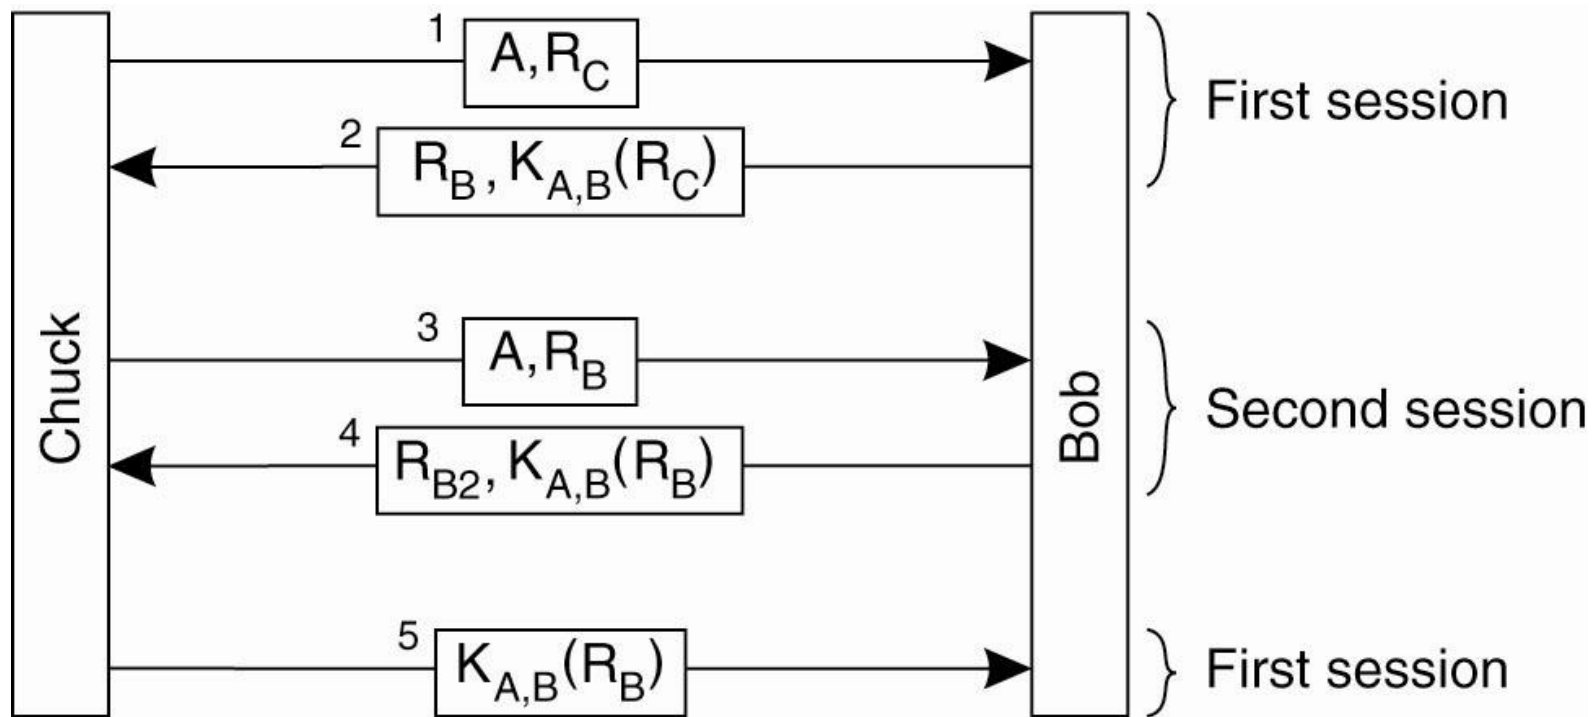 1
A,R_C
First session
2
R_B, K_A,B(R_C)
3
A,R_B
Chuck
Bob
Second session
4
R_B2, K_A,B(R_B)
5
K_A,B(R_B)
First session